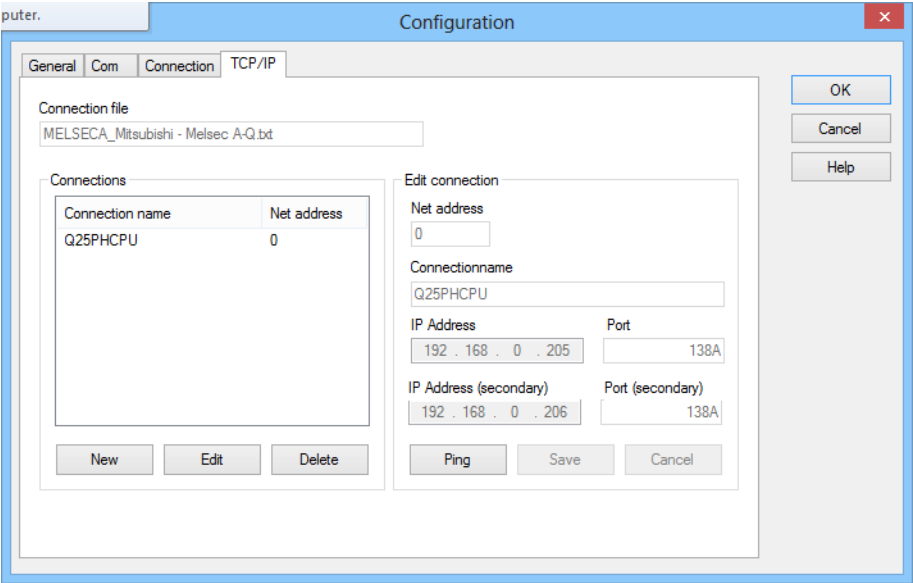 puter.
Configuration
General Com Connection TCP/IP
OK
Cancel
Help
Connection file
MELSECA_Mitsubishi - Melsec A-Q.txt
Connections
Connection name Net address
Q25PHCPU 0
New Edit Delete
Edit connection
Net address
0
Connectionname
Q25PHCPU
IP Address Port
192 . 168 . 0 . 205 138A
IP Address (secondary) Port (secondary)
192 . 168 . 0 . 206 138A
Ping Save Cancel